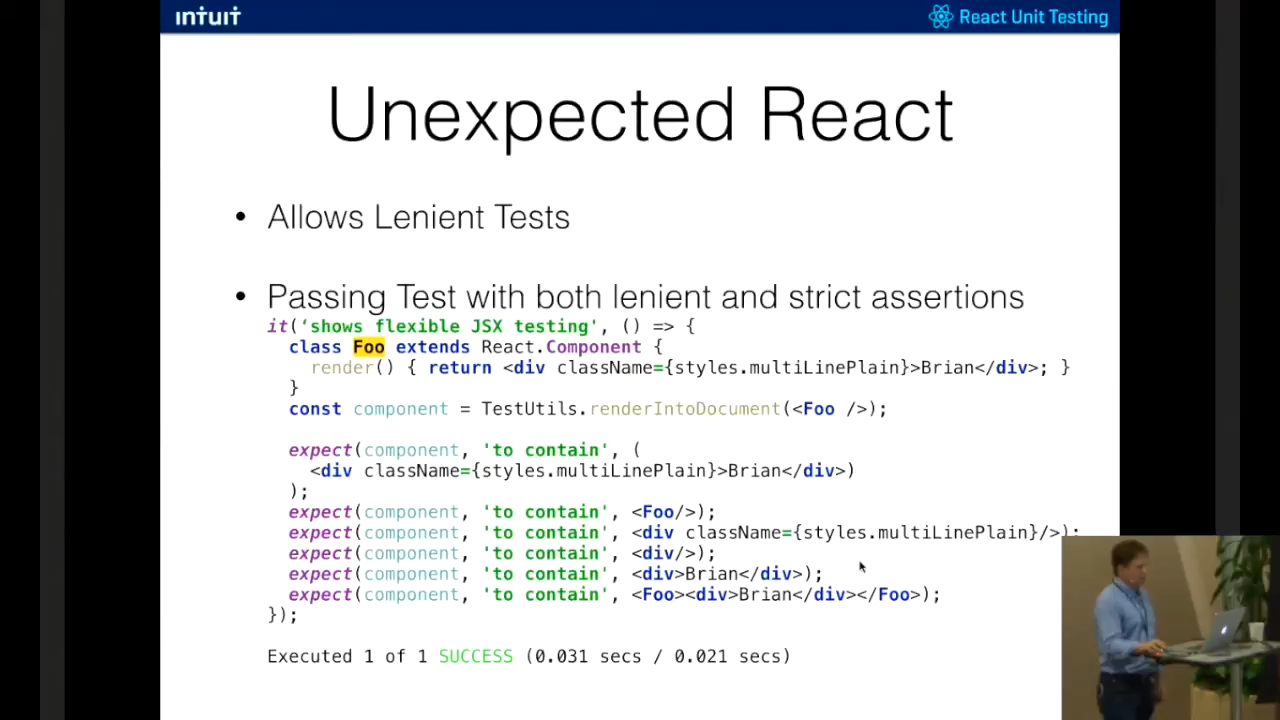 INTUIT
React Unit Testing
Unexpected React
• Allows Lenient Tests
• Passing Test with both lenient and strict assertions
it(‘shows flexible JSX testing', () => {
class Foo extends React.Component {
render() { return <div className={styles.multiLinePlain}>Brian</div>; }
}
const component = TestUtils.renderIntoDocument(<Foo />);
expect(component, 'to contain', (
<div className={styles.multiLinePlain}>Brian</div>)
);
expect(component, 'to contain', <Foo/>);
expect(component, 'to contain', <div className={styles.multiLinePlain}/>);
expect(component, 'to contain', <div/>);
expect(component, 'to contain', <div>Brian</div>);
expect(component, 'to contain', <Foo><div>Brian</div></Foo>);
});
Executed 1 of 1 SUCCESS (0.031 secs / 0.021 secs)